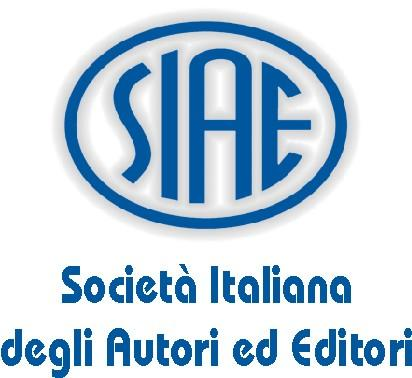 SIAE
Società Italiana
degli Autori ed Editori